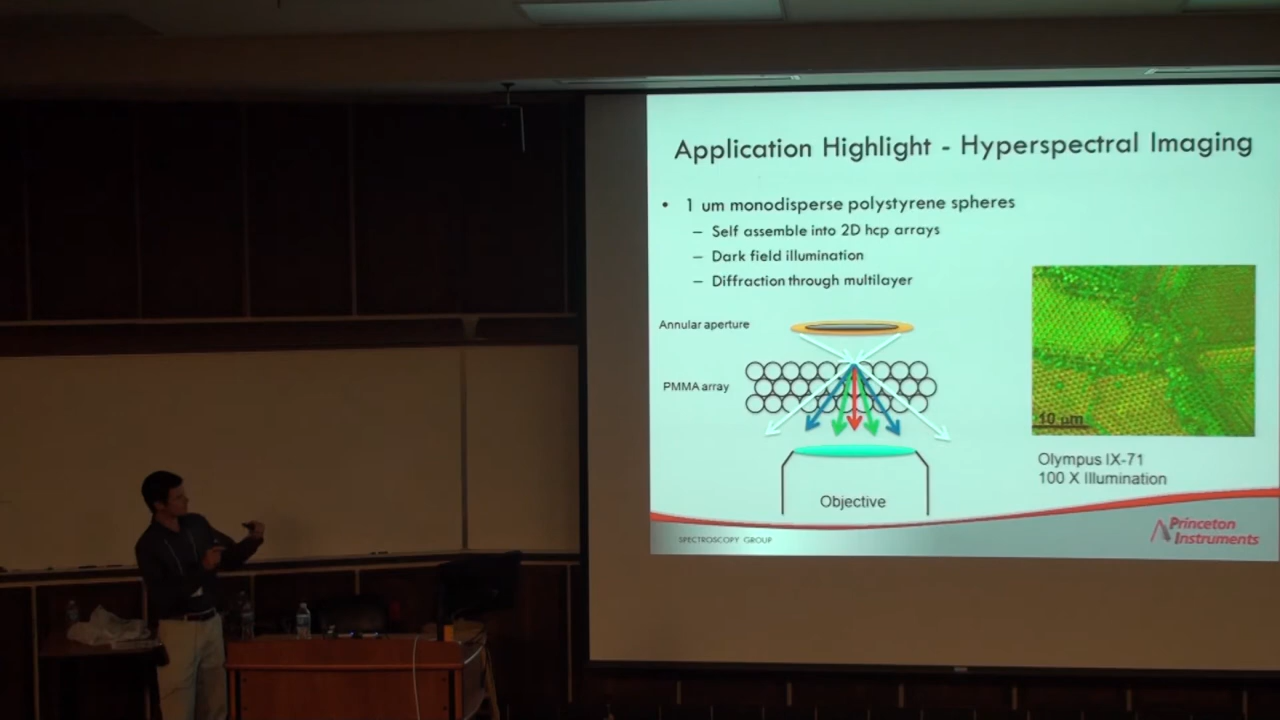 Application Highlight - Hyperspectral Imaging
• 1 um monodisperse polystyrene spheres
– Self assemble into 2D hcp arrays
– Dark field illumination
– Diffraction through multilayer
Annular aperture
PMMA array
10 μm
Olympus IX-71
100 X Illumination
Objective
SPECTROSCOPY GROUP
Princeton
Instruments